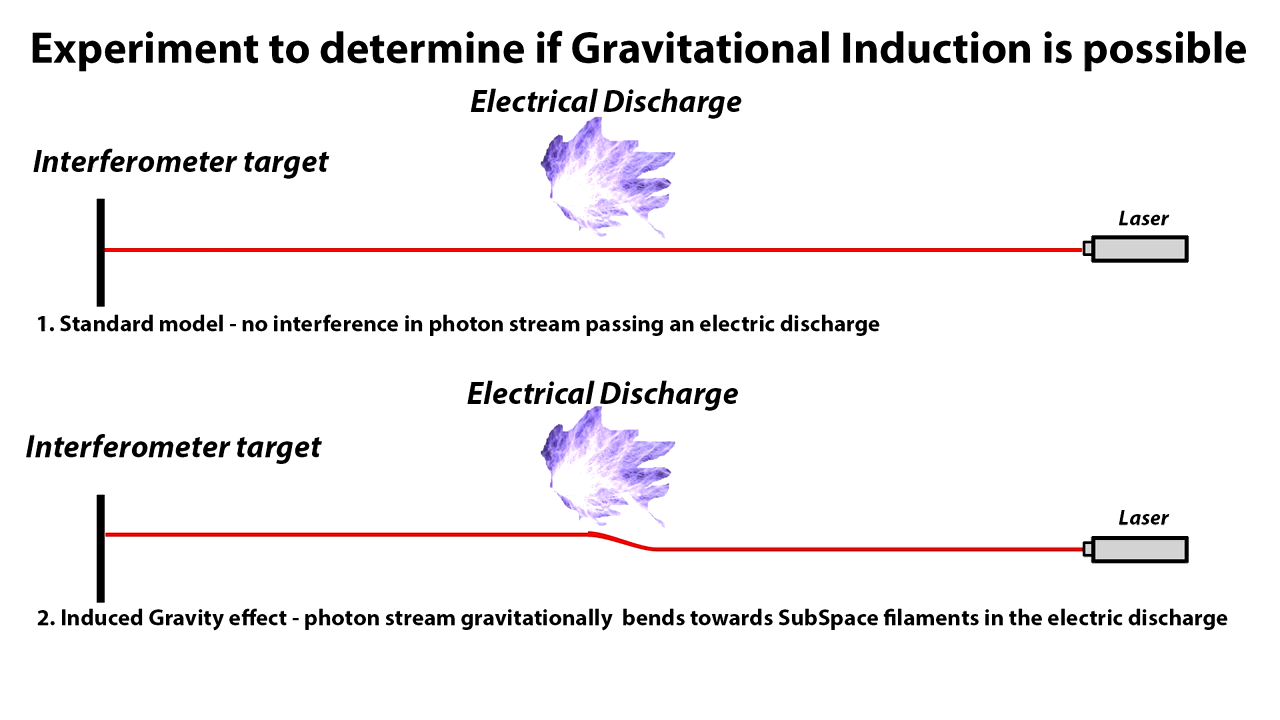 Experiment to determine if Gravitational Induction is possible
Electrical Discharge
Interferometer target
Laser
1. Standard model - no interference in photon stream passing an electric discharge
Electrical Discharge
Interferometer target
Laser
2. Induced Gravity effect - photon stream gravitationally  bends towards SubSpace filaments in the electric discharge